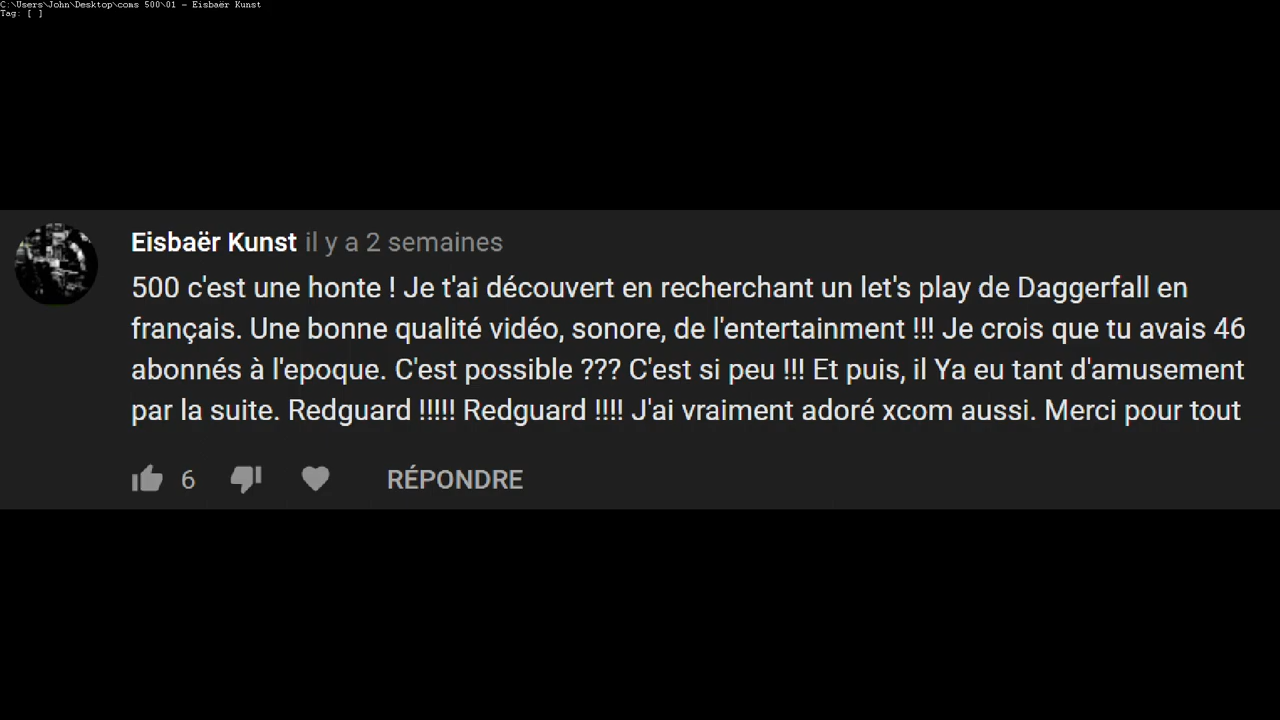 C:\Users\John\Desktop\coms 500\01 - Eisbaër Kunst
Tag: [ ]
Eisbaër Kunst il y a 2 semaines
500 c'est une honte ! Je t'ai découvert en recherchant un let's play de Daggerfall en
français. Une bonne qualité vidéo, sonore, de l'entertainment !!! Je crois que tu avais 46
abonnés à l'epoque. C'est possible ??? C'est si peu !!! Et puis, il Ya eu tant d'amusement
par la suite. Redguard !!!!! Redguard !!!! J'ai vraiment adoré xcom aussi. Merci pour tout
6 RÉPONDRE